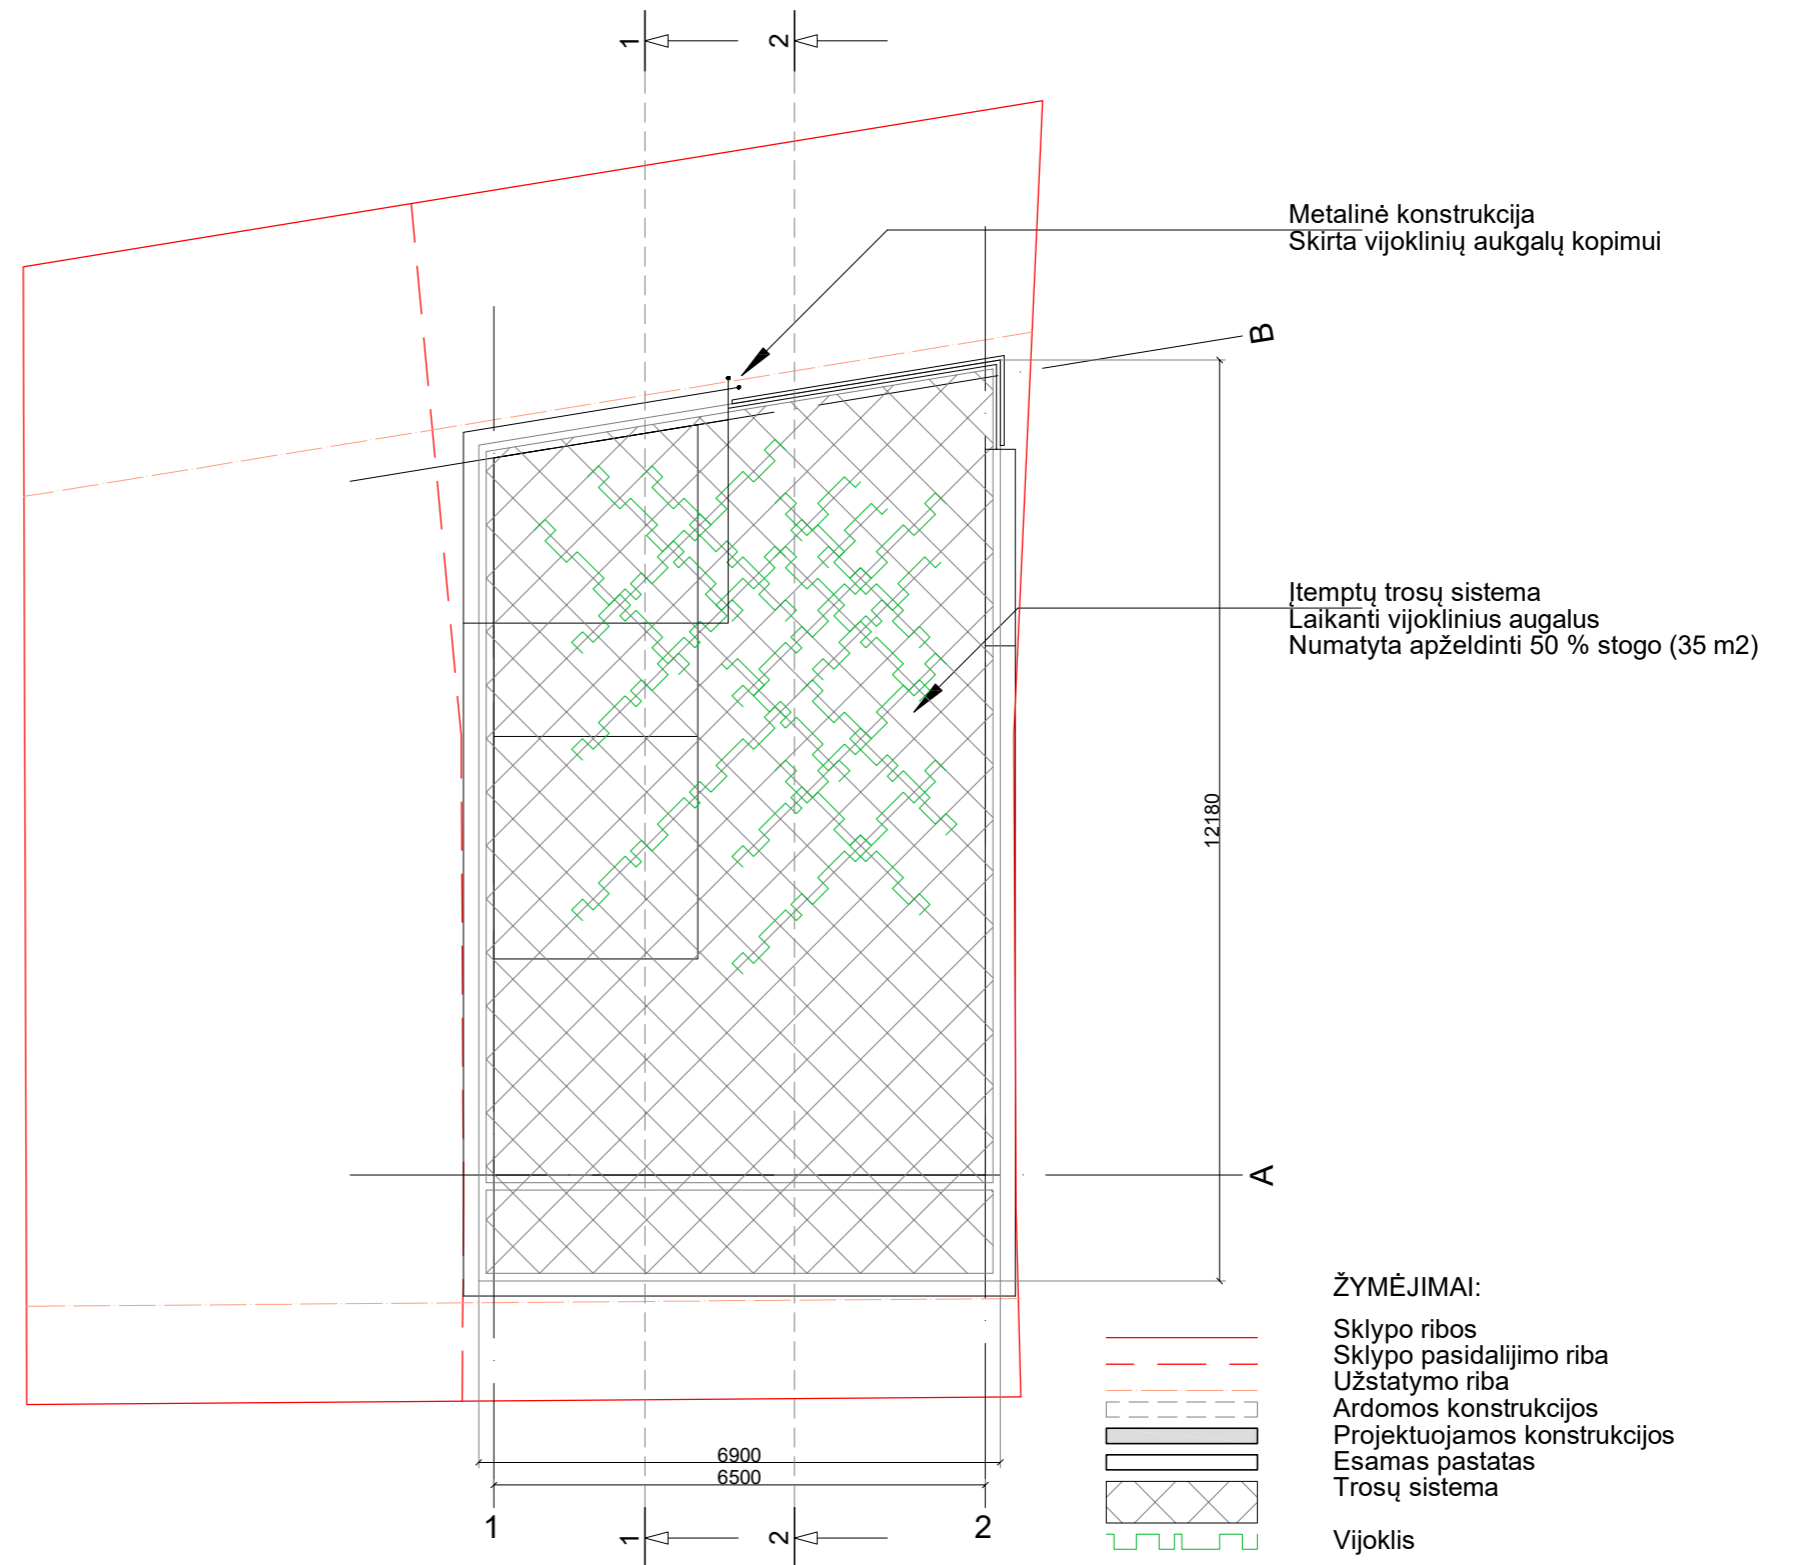 1
2
Metalinė konstrukcija
Skirta vijoklinių aukgalų kopimui
B
Įtemptų trosų sistema
Laikanti vijoklinius augalus
Numatyta apželdinti 50 % stogo (35 m2)
12180
A
ŽYMĖJIMAI:
Sklypo ribos
Sklypo pasidalijimo riba
Užstatymo riba
Ardomos konstrukcijos
Projektuojamos konstrukcijos
Esamas pastatas
Trosų sistema
Vijoklis
6900
6500
1
2
1
2